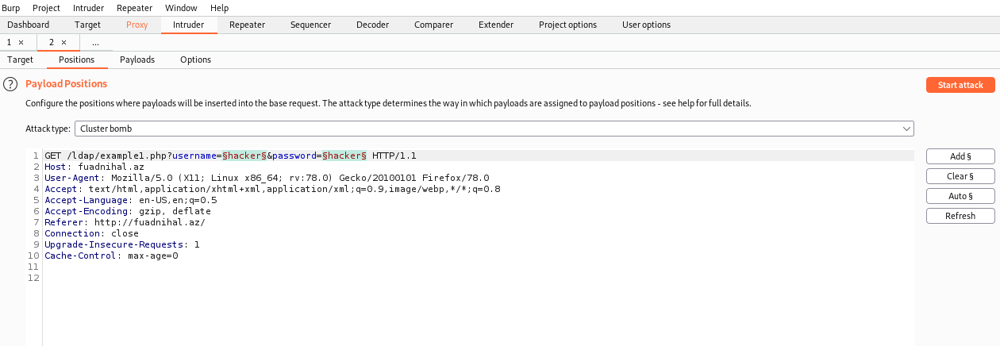 Burp Project Intruder Repeater Window Help
Dashboard Target Proxy Intruder Repeater Sequencer Decoder Comparer Extender Project options User options
1 × 2 × ...
Target Positions Payloads Options
? Payload Positions
Start attack
Configure the positions where payloads will be inserted into the base request. The attack type determines the way in which payloads are assigned to payload positions - see help for full details.
Attack type: Cluster bomb
1 GET /ldap/example1.php?username=§hacker§&password=§hacker§ HTTP/1.1
2 Host: fuadnihal.az
3 User-Agent: Mozilla/5.0 (X11; Linux x86_64; rv:78.0) Gecko/20100101 Firefox/78.0
4 Accept: text/html,application/xhtml+xml,application/xml;q=0.9,image/webp,*/*;q=0.8
5 Accept-Language: en-US,en;q=0.5
6 Accept-Encoding: gzip, deflate
7 Referer: http://fuadnihal.az/
8 Connection: close
9 Upgrade-Insecure-Requests: 1
10 Cache-Control: max-age=0
11
12
Add §
Clear §
Auto §
Refresh